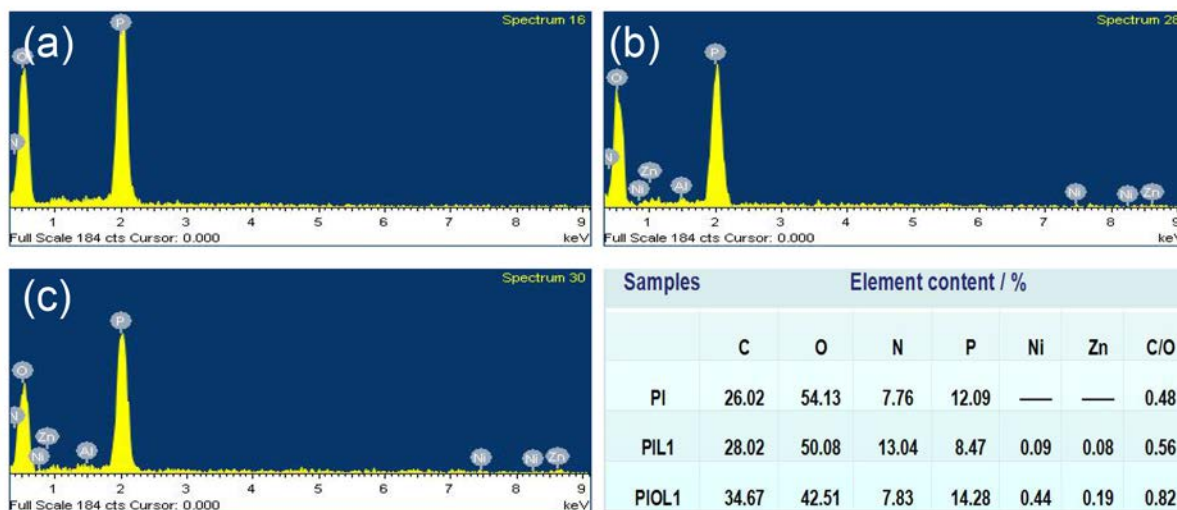 (a)
Spectrum 16
P
O
N
1 2 3 4 5 6 7 8 9
Full Scale 184 cts Cursor: 0.000 keV
(b)
Spectrum 28
P
O
N Zn
Ni Al Ni Ni Zn
1 2 3 4 5 6 7 8 9
Full Scale 184 cts Cursor: 0.000
(c)
Spectrum 30
P
O
N Zn
Ni Al Ni Ni Zn
1 2 3 4 5 6 7 8 9
Full Scale 184 cts Cursor: 0.000 keV
Samples Element content / %
C O N P Ni Zn C/O
PI 26.02 54.13 7.76 12.09 — — 0.48
PIL1 28.02 50.08 13.04 8.47 0.09 0.08 0.56
PIOL1 34.67 42.51 7.83 14.28 0.44 0.19 0.82